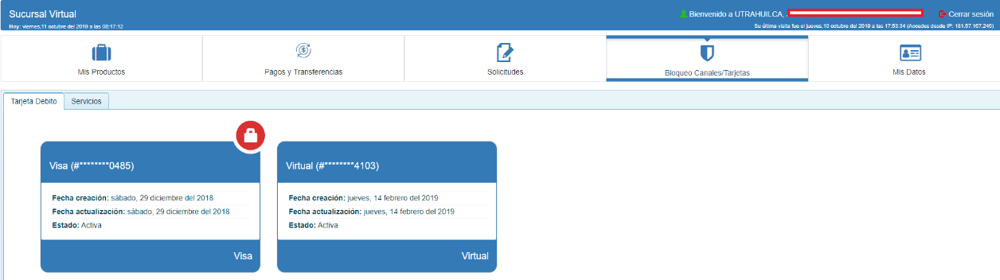 Sucursal Virtual
Bienvenido a UTRAHUILCA,
Cerrar sesión
Hoy: viernes,11 octubre del 2019 a las 08:17:12
Su última visita fue el jueves,10 octubre del 2019 a las 17:53:34 (Accedes desde IP: 181.57.167.246)
Mis Productos
Pagos y Transferencias
Solicitudes
Bloqueo Canales/Tarjetas
Mis Datos
Tarjeta Debito
Servicios
Visa (#********0485)
Fecha creación: sábado, 29 diciembre del 2018
Fecha actualización: sábado, 29 diciembre del 2018
Estado: Activa
Visa
Virtual (#********4103)
Fecha creación: jueves, 14 febrero del 2019
Fecha actualización: jueves, 14 febrero del 2019
Estado: Activa
Virtual